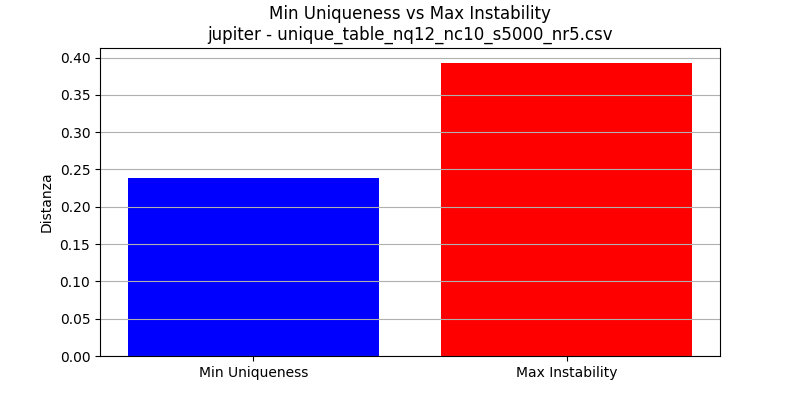 Min Uniqueness vs Max Instability
jupiter - unique_table_nq12_nc10_s5000_nr5.csv
Distanza
0.40
0.35
0.30
0.25
0.20
0.15
0.10
0.05
0.00
Min Uniqueness
Max Instability